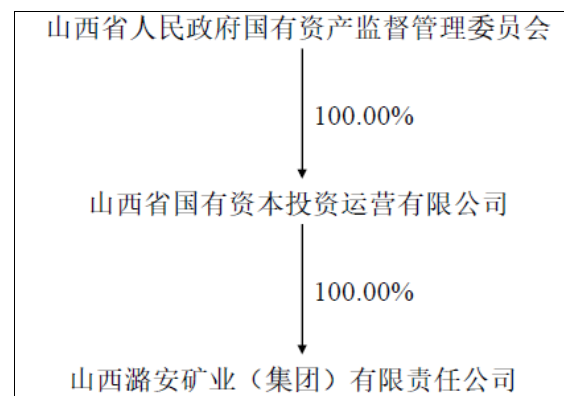 山西省人民政府国有资产监督管理委员会
100.00%
山西省国有资本投资运营有限公司
100.00%
山西潞安矿业（集团）有限责任公司